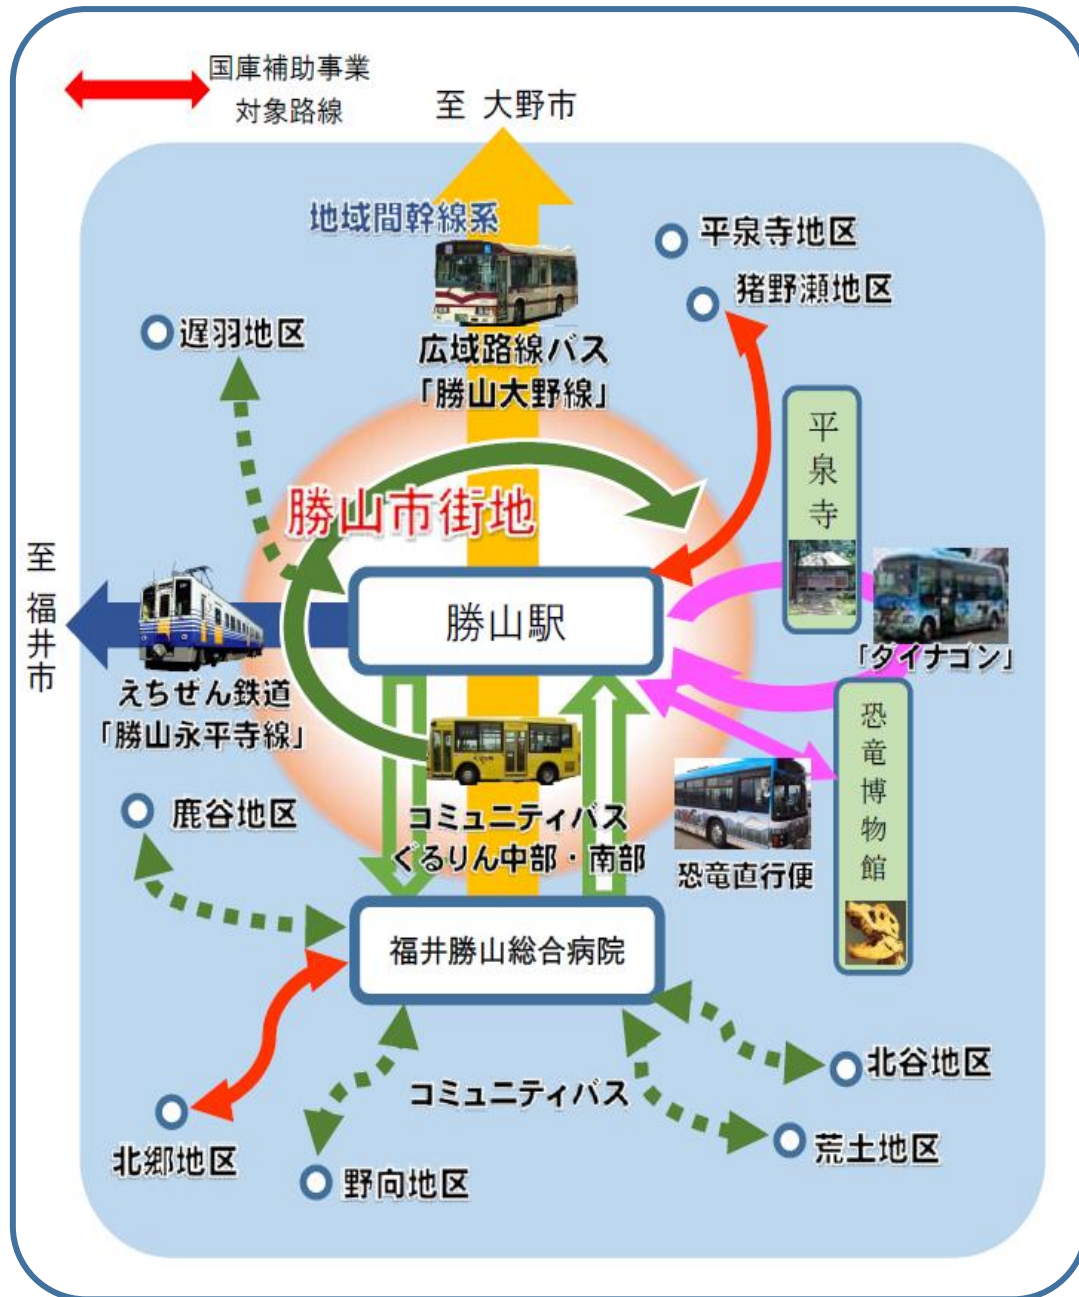 国庫補助事業
対象路線
至 大野市
地域間幹線系
平泉寺地区
猪野瀬地区
遅羽地区
広域路線バス
「勝山大野線」
平泉寺
勝山市街地
至 福井市
勝山駅
「ダイナゴン」
えちぜん鉄道
「勝山永平寺線」
恐竜博物館
鹿谷地区
コミュニティバス
ぐるりん中部・南部
恐竜直行便
福井勝山総合病院
北谷地区
コミュニティバス
荒土地区
北郷地区
野向地区